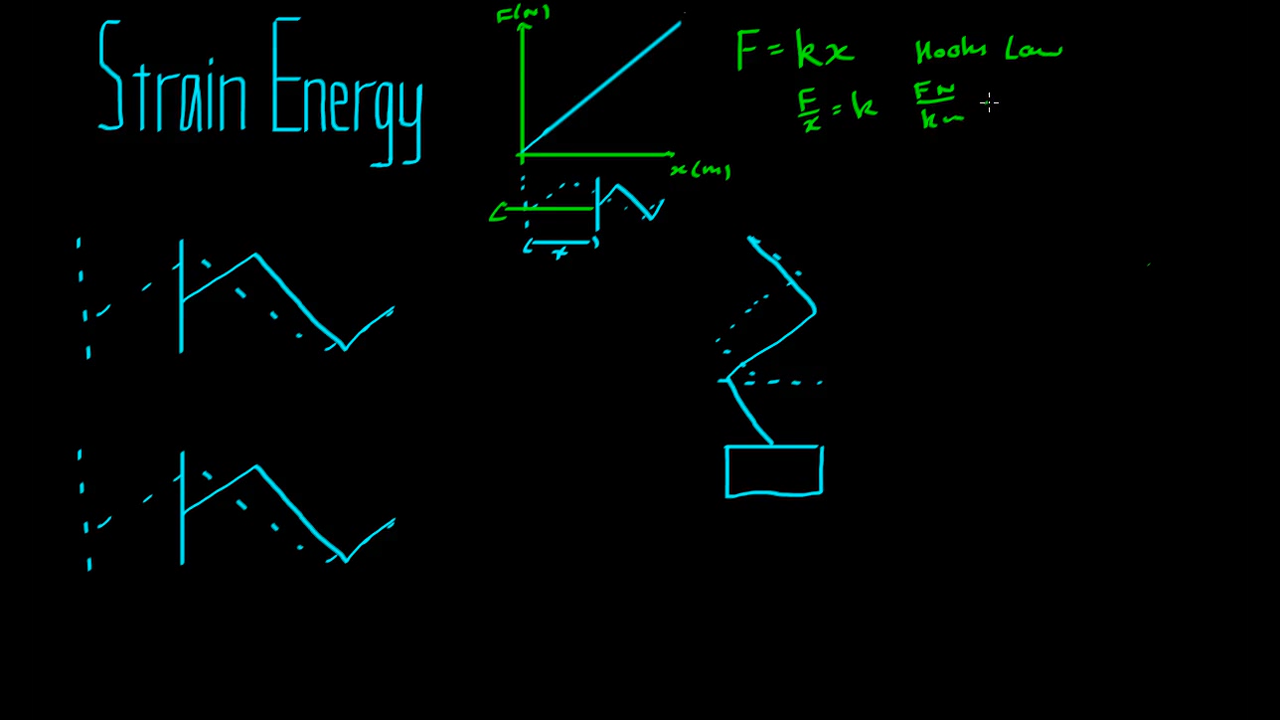 Strain Energy
F(N)
x(m)
x
F = kx Hooks Law
F/x = k FN/km